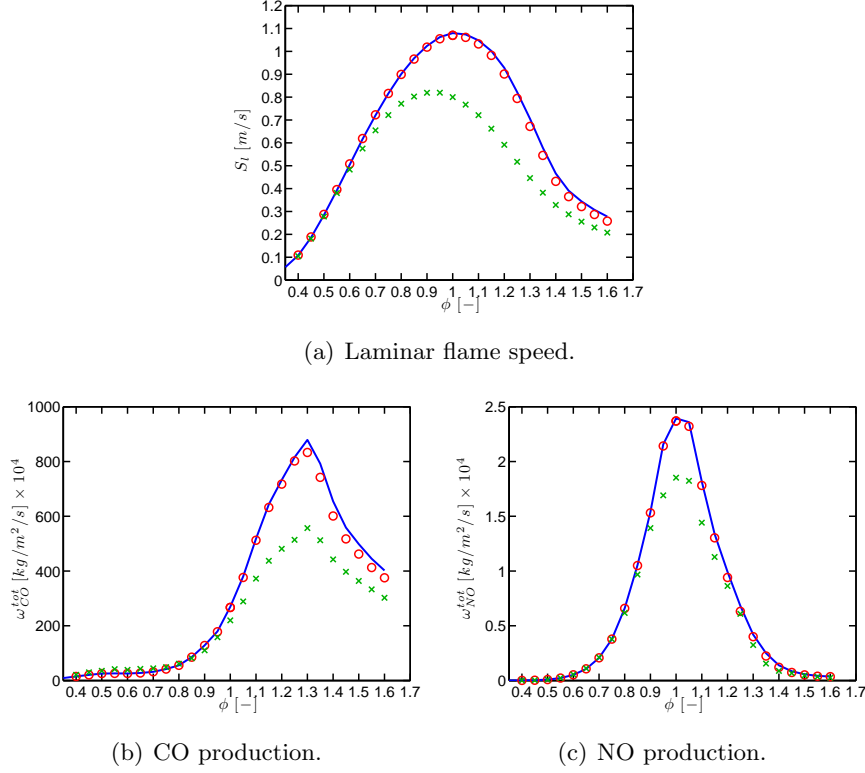 1.2
1.1
1
0.9
0.8
0.7
0.6
0.5
0.4
0.3
0.2
0.1
0
S_l [m/s]
0.4 0.5 0.6 0.7 0.8 0.9 1 1.1 1.2 1.3 1.4 1.5 1.6 1.7
ϕ [−]
(a) Laminar flame speed.
1000
800
600
400
200
0
ω_{CO}^{tot} [kg/m²/s] × 10⁴
0.4 0.5 0.6 0.7 0.8 0.9 1 1.1 1.2 1.3 1.4 1.5 1.6 1.7
ϕ [−]
(b) CO production.
2.5
2
1.5
1
0.5
0
ω_{NO}^{tot} [kg/m²/s] × 10⁴
0.4 0.5 0.6 0.7 0.8 0.9 1 1.1 1.2 1.3 1.4 1.5 1.6 1.7
ϕ [−]
(c) NO production.